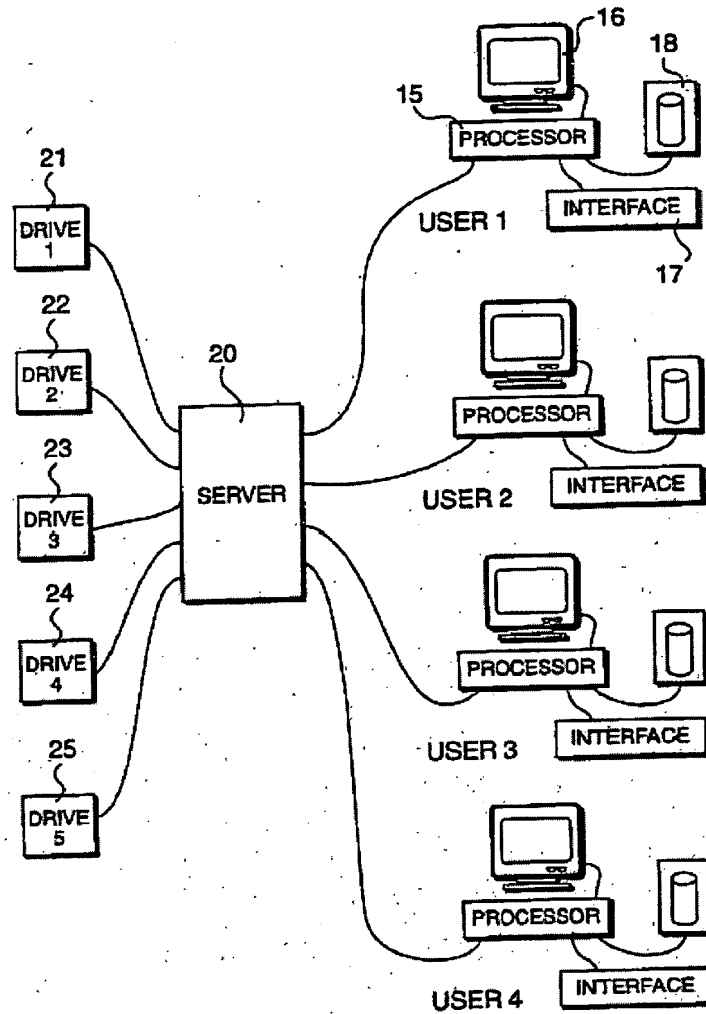 16
18
15
PROCESSOR
21
DRIVE
1
USER 1
INTERFACE
17
22
DRIVE
2
20
PROCESSOR
SERVER
USER 2
INTERFACE
23
DRIVE
3
24
DRIVE
4
PROCESSOR
USER 3
INTERFACE
25
DRIVE
5
PROCESSOR
USER 4
INTERFACE